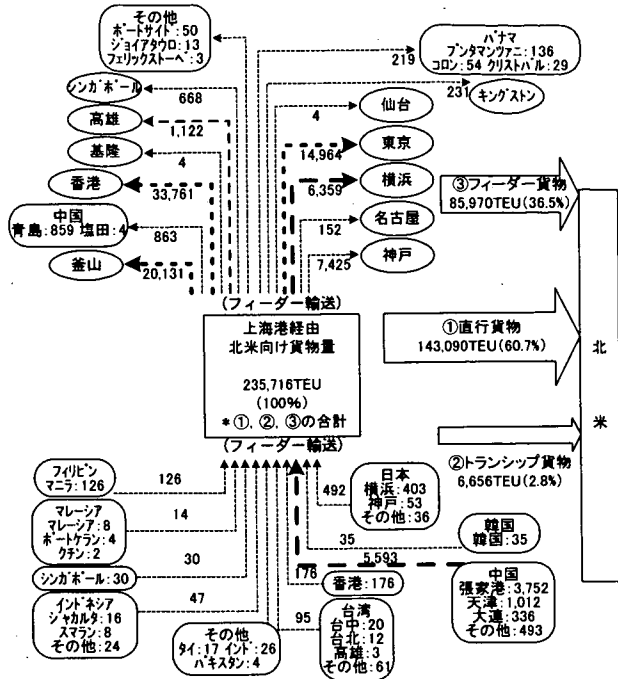 その他
ポートサイド:50
ジョイアタウロ:13
フェリックストーベ:3
219
パナマ
プンタマンツァニ:136
コロン:54 クリストバル:29
231
キングストン
シンガポール
668
高雄
1,122
基隆
4
香港
33,761
中国
青島:859 塩田:4
863
釜山
20,131
仙台
4
東京
14,964
横浜
6,359
名古屋
152
神戸
7,425
③フィーダー貨物
85,970TEU(36.5%)
(フィーダー輸送)
上海港経由
北米向け貨物量
235,716TEU
(100%)
*①,②,③の合計
(フィーダー輸送)
①直行貨物
143,090TEU(60.7%)
②トランシップ貨物
6,656TEU(2.8%)
北
米
フィリピン
マニラ:126
126
マレーシア
マレーシア:8
ポートケラン:4
クチン:2
14
シンガポール:30
30
インドネシア
ジャカルタ:16
スマラン:8
その他:24
47
その他
タイ:17 インド:26
パキスタン:4
95
台湾
台中:20
台北:12
高雄:3
その他:61
176
香港:176
492
日本
横浜:403
神戸:53
その他:36
35
韓国
韓国:35
5,593
中国
張家港:3,752
天津:1,012
大連:336
その他:493